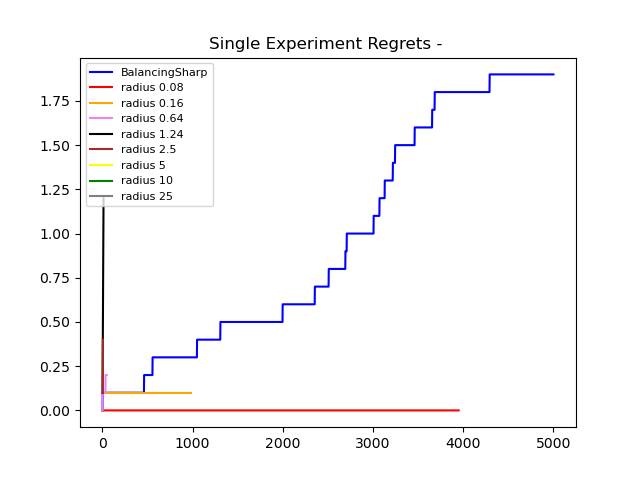 Single Experiment Regrets -
BalancingSharp
radius 0.08
radius 0.16
radius 0.64
radius 1.24
radius 2.5
radius 5
radius 10
radius 25
1.75
1.50
1.25
1.00
0.75
0.50
0.25
0.00
0 1000 2000 3000 4000 5000